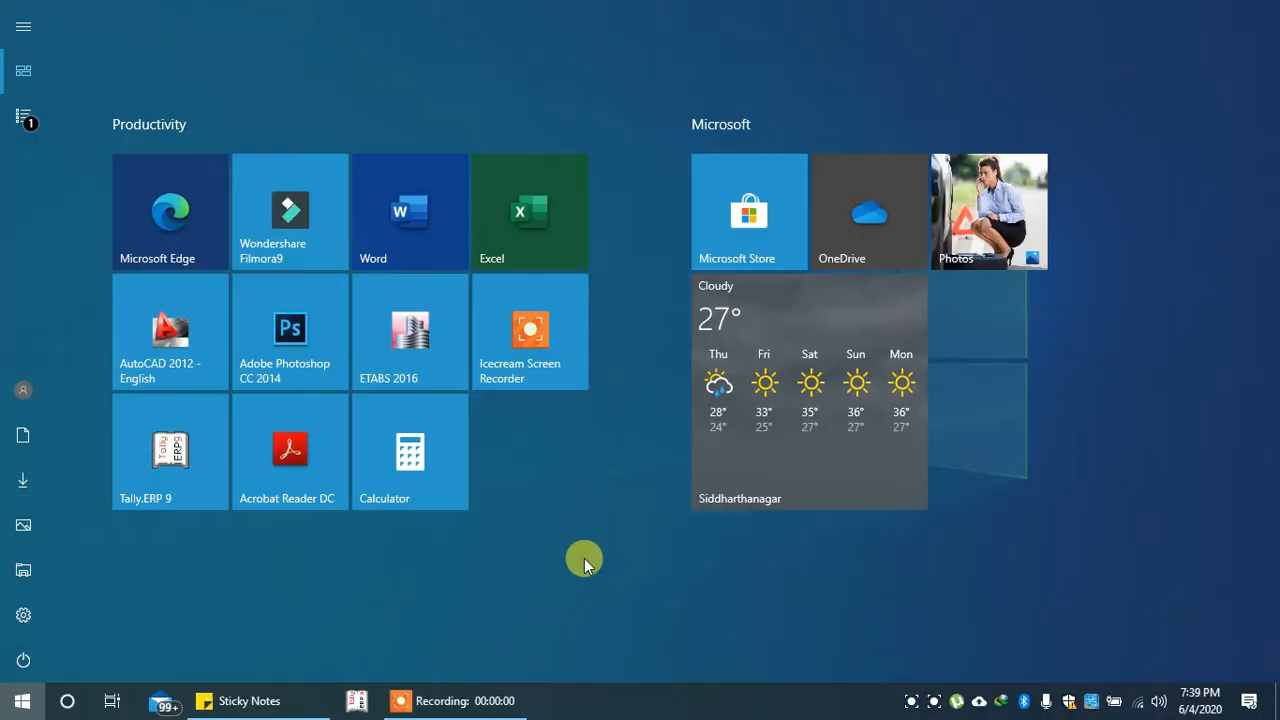 1
Productivity
Microsoft
Microsoft Edge
Wondershare
Filmora9
W
Word
X
Excel
Microsoft Store
OneDrive
Photos
AutoCAD 2012 -
English
Ps
Adobe Photoshop
CC 2014
ETABS 2016
Icecream Screen
Recorder
Cloudy
27°
Thu Fri Sat Sun Mon
28° 33° 35° 36° 36°
24° 25° 27° 27° 27°
Siddharthanagar
Tally
ERP9
Tally.ERP 9
Acrobat Reader DC
Calculator
99+
Sticky Notes
Recording: 00:00:00
7:39 PM
6/4/2020